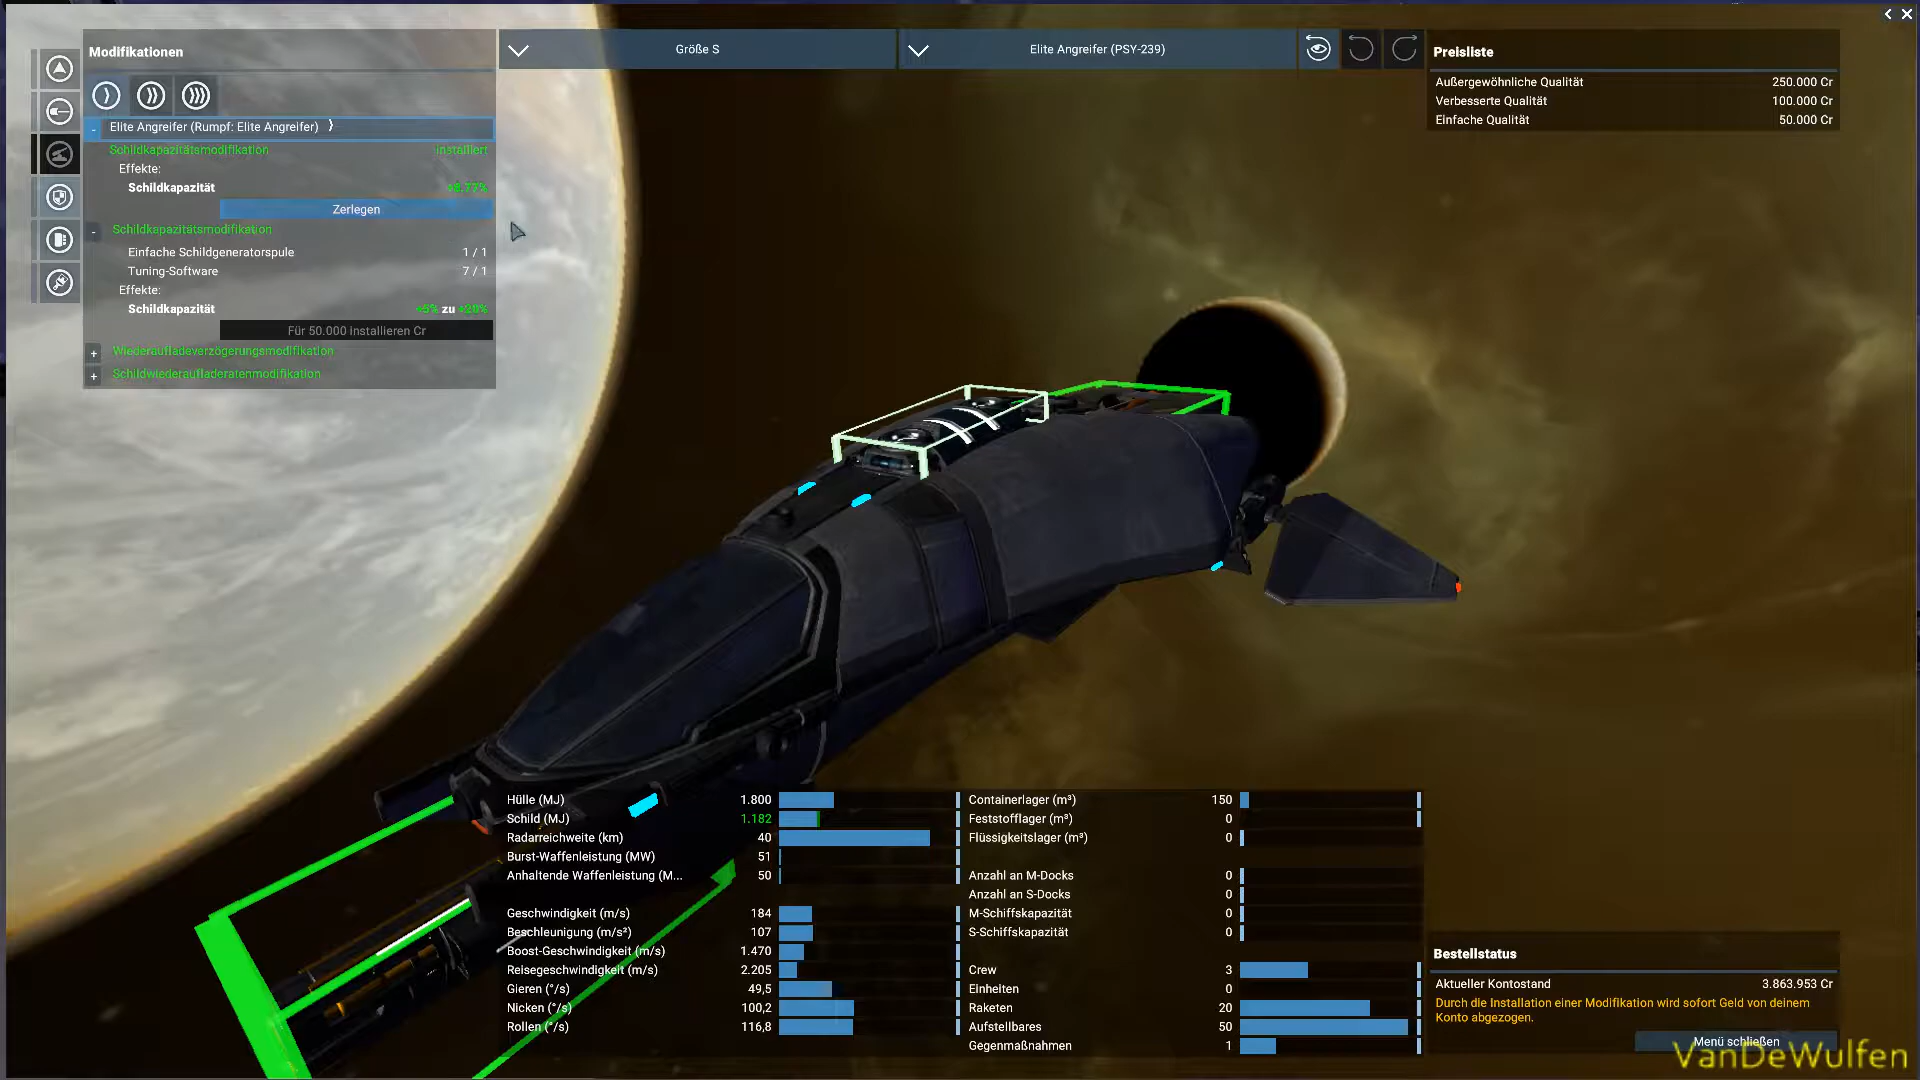 Modifikationen
Größe S
Elite Angreifer (PSY-239)
Preisliste
Außergewöhnliche Qualität 250.000 Cr
Verbesserte Qualität 100.000 Cr
Einfache Qualität 50.000 Cr
- Elite Angreifer (Rumpf: Elite Angreifer)
Schildkapazitätsmodifikation installiert
Effekte:
Schildkapazität
Zerlegen
- Schildkapazitätsmodifikation
Einfache Schildgeneratorspule 1 / 1
Tuning-Software 7 / 1
Effekte:
Schildkapazität +5% zu +20%
Für 50.000 installieren Cr
+ Wiederaufladeverzögerungsmodifikation
+ Schildwiederaufladeratenmodifikation
Hülle (MJ) 1.800
Schild (MJ) 1.182
Radarreichweite (km) 40
Burst-Waffenleistung (MW) 51
Anhaltende Waffenleistung (M... 50
Geschwindigkeit (m/s) 184
Beschleunigung (m/s²) 107
Boost-Geschwindigkeit (m/s) 1.470
Reisegeschwindigkeit (m/s) 2.205
Gieren (°/s) 49,5
Nicken (°/s) 100,2
Rollen (°/s) 116,8
Containerlager (m³) 150
Feststofflager (m³) 0
Flüssigkeitslager (m³) 0
Anzahl an M-Docks 0
Anzahl an S-Docks 0
M-Schiffskapazität 0
S-Schiffskapazität 0
Crew 3
Einheiten 0
Raketen 20
Aufstellbares 50
Gegenmaßnahmen 1
Bestellstatus
Aktueller Kontostand 3.863.953 Cr
Durch die Installation einer Modifikation wird sofort Geld von deinem
Konto abgezogen.
Menü schließen
VanDeWulfen